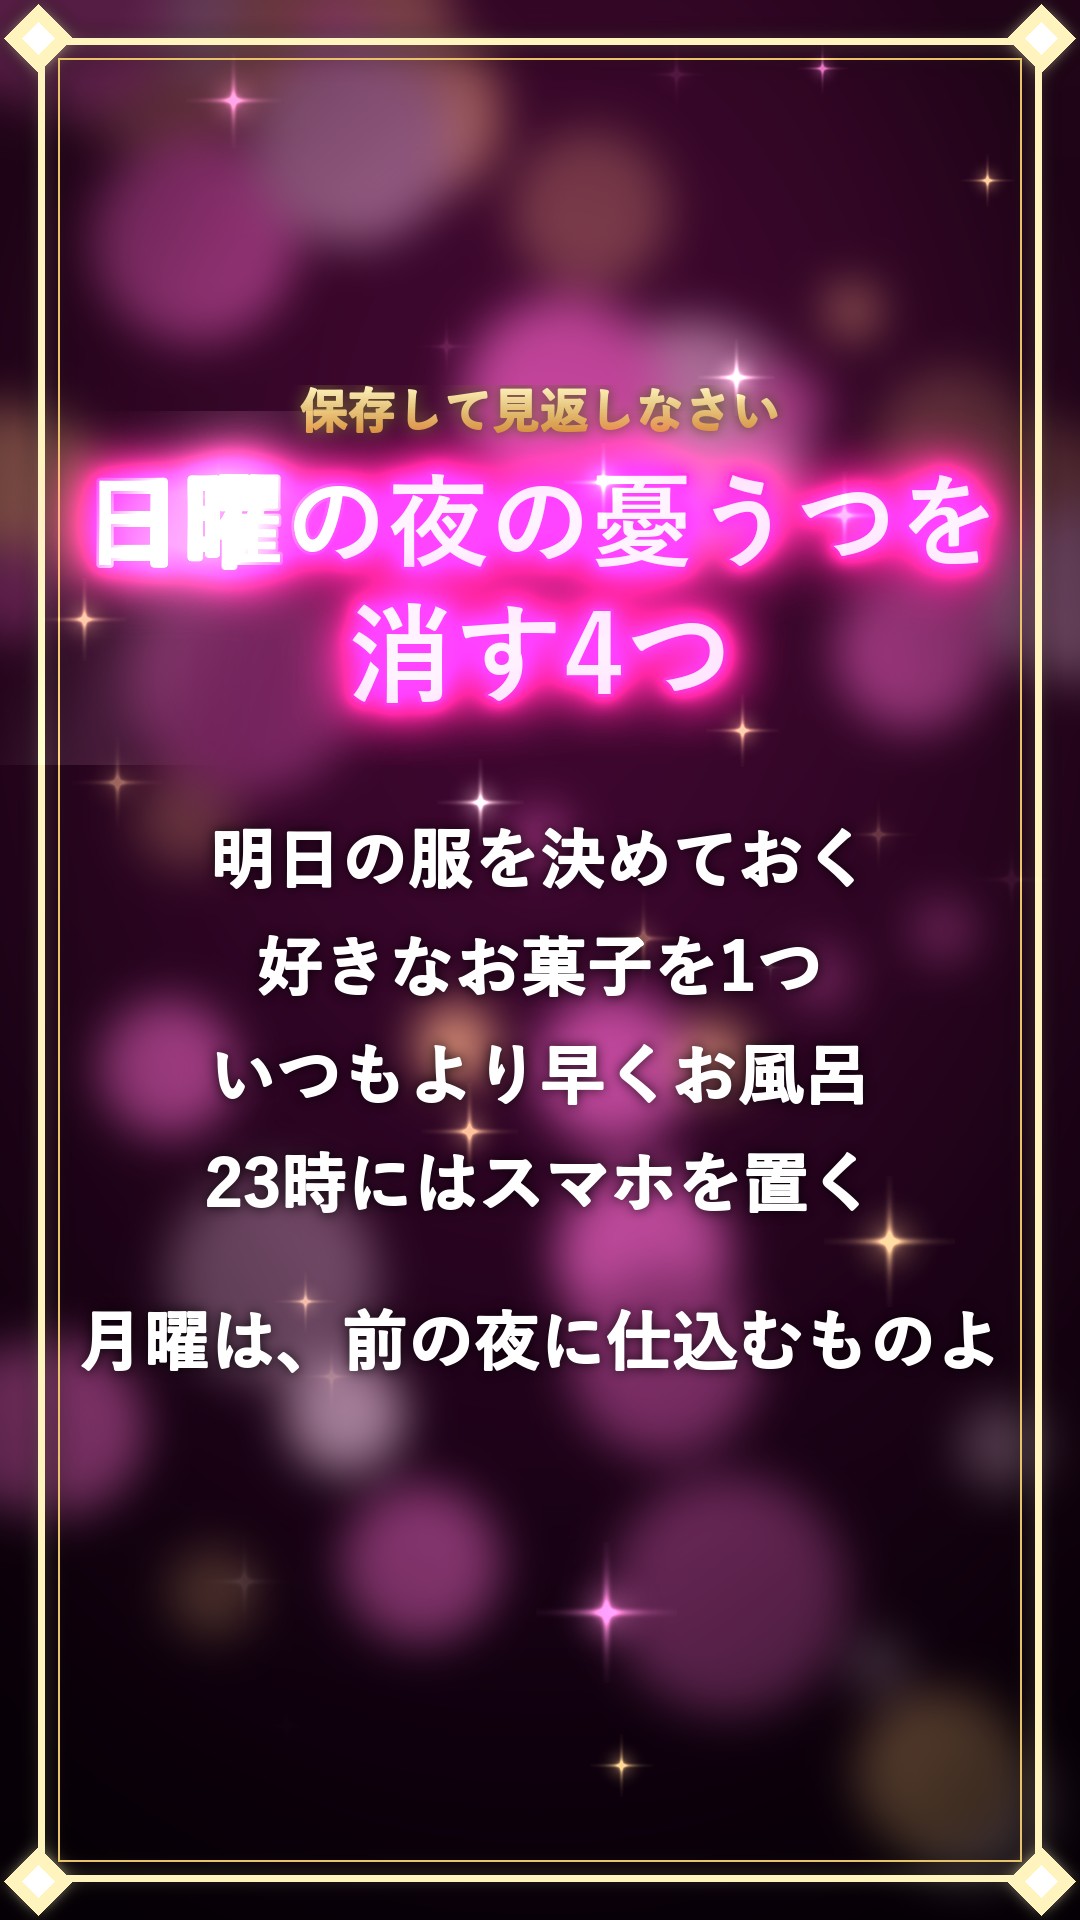 保存して見返しなさい
日曜の夜の憂うつを
消す4つ
明日の服を決めておく
好きなお菓子を1つ
いつもより早くお風呂
23時にはスマホを置く
月曜は、前の夜に仕込むものよ